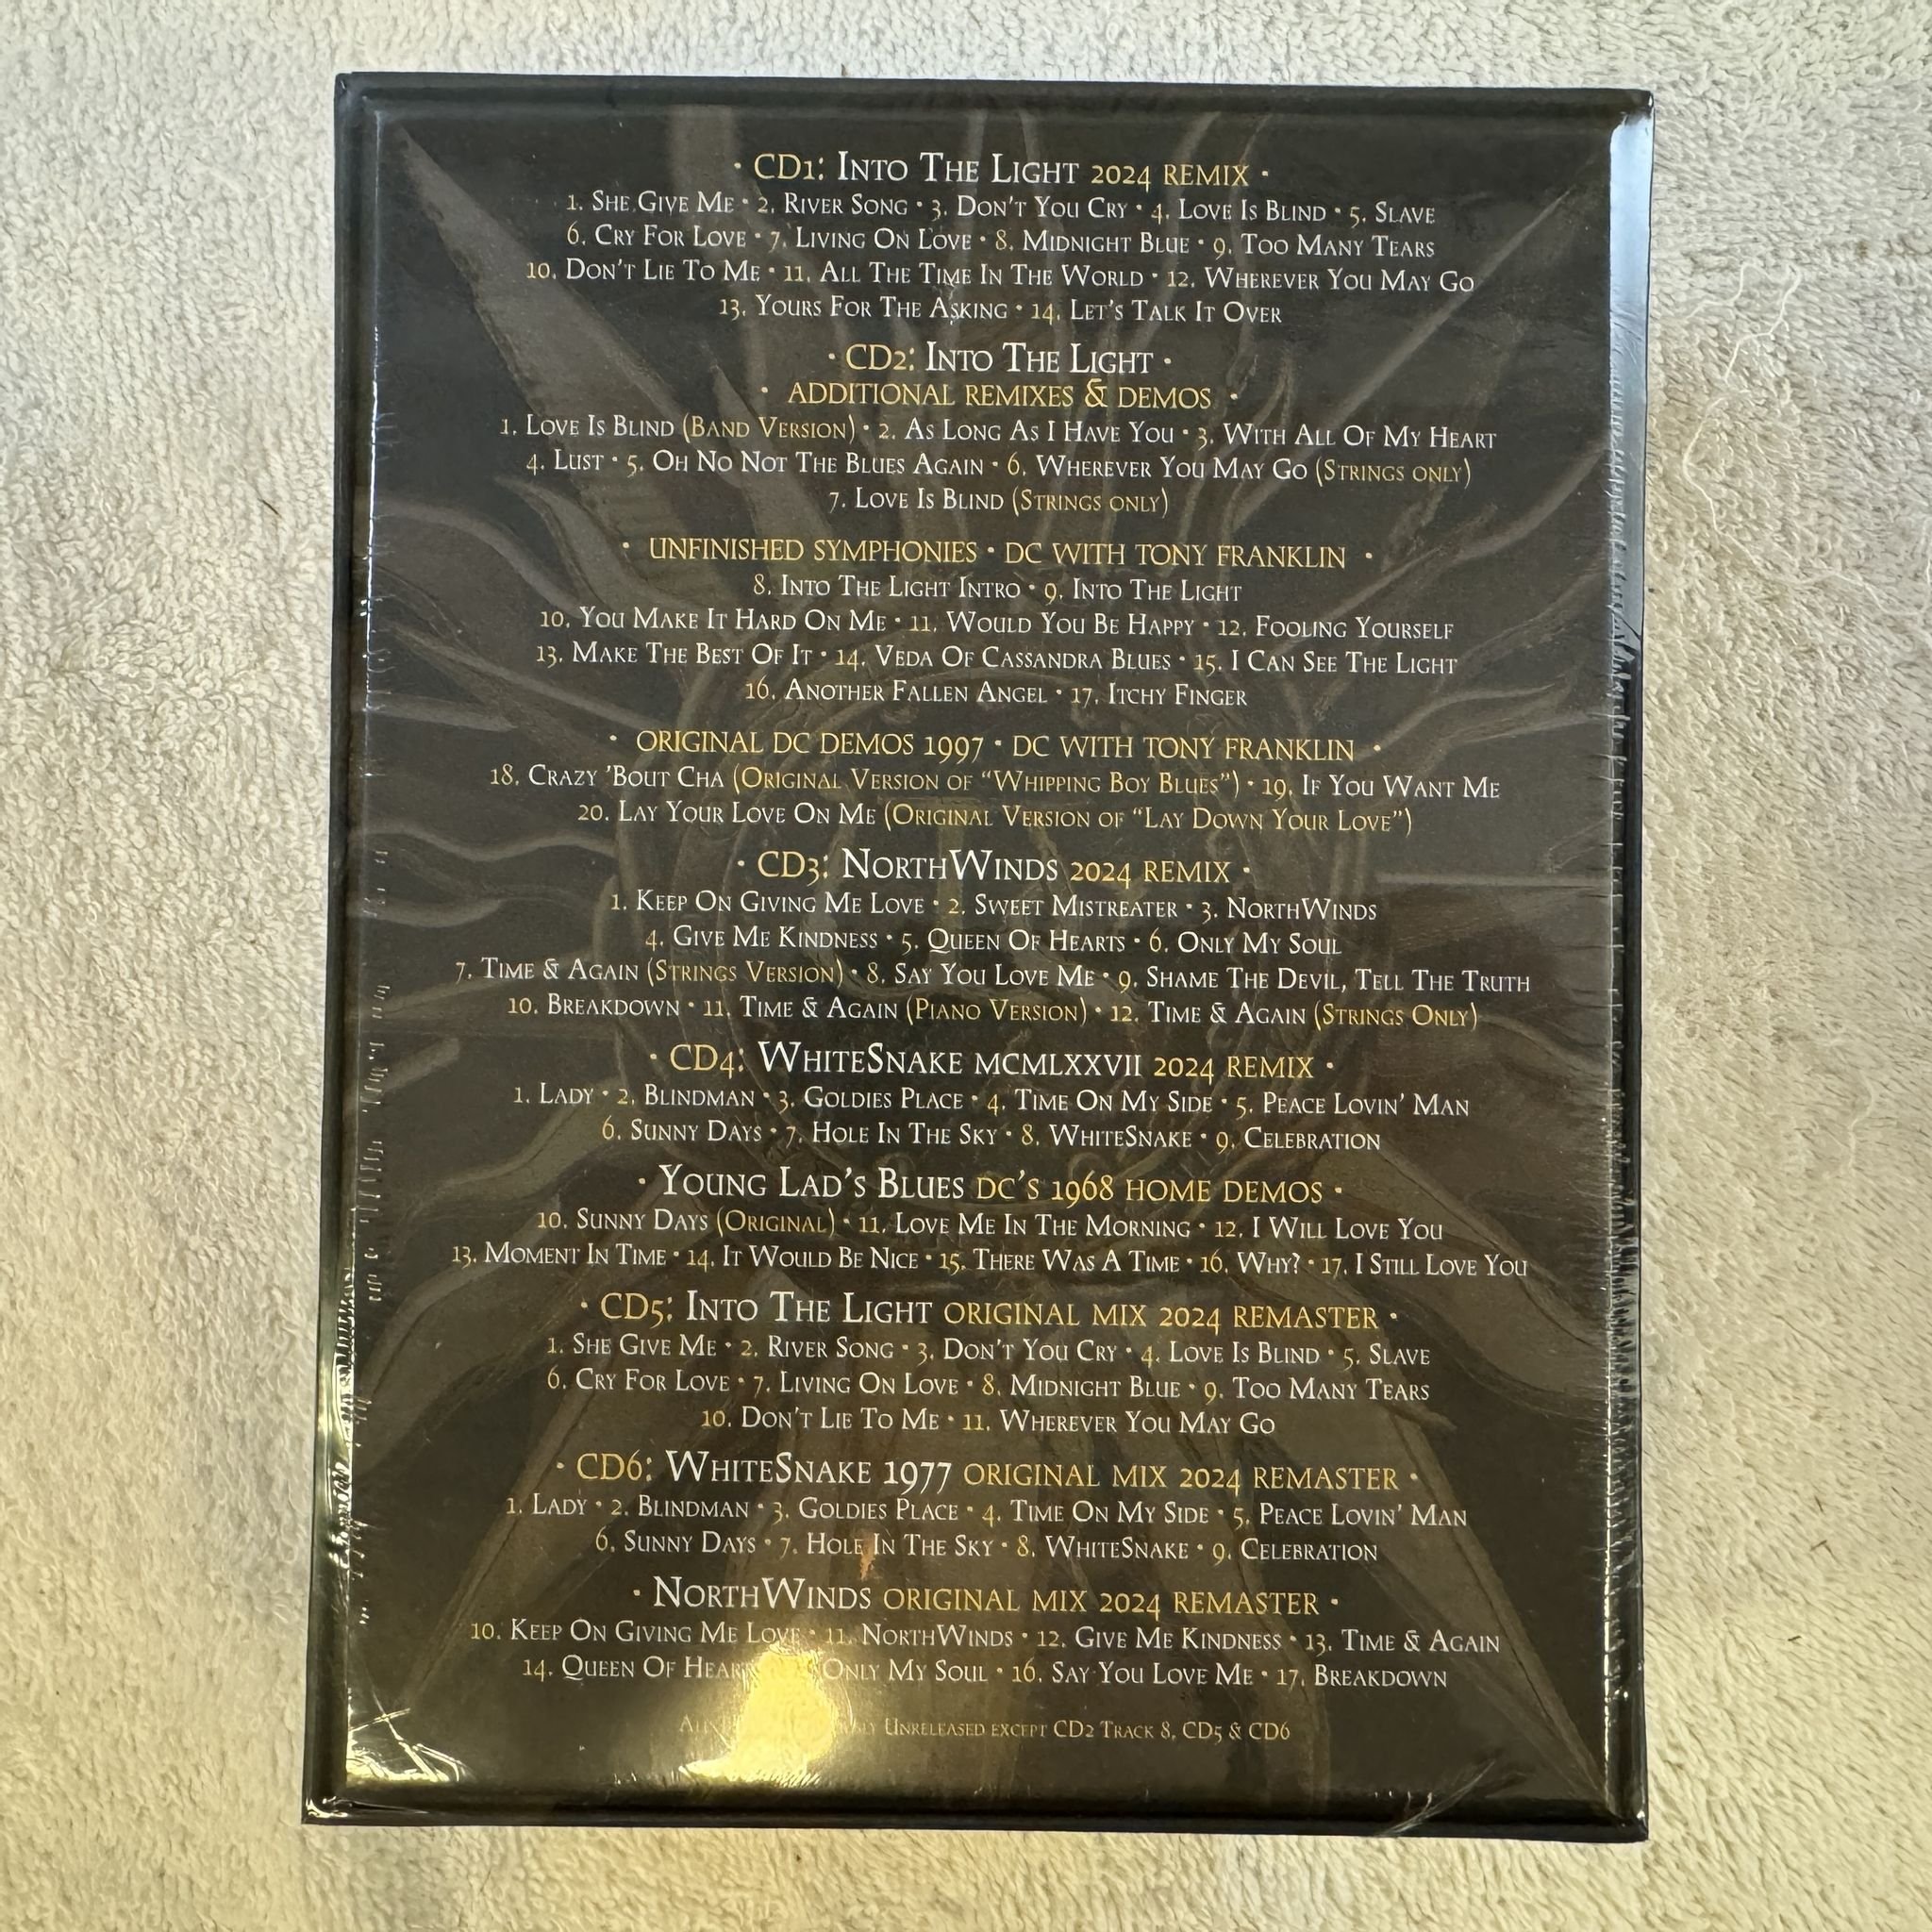 · CD1: Into The Light 2024 REMIX ·
1. She Give Me • 2. River Song • 3. Don't You Cry • 4. Love Is Blind • 5. Slave
6. Cry For Love • 7. Living On Love • 8. Midnight Blue • 9. Too Many Tears
10. Don't Lie To Me • 11. All The Time In The World • 12. Wherever You May Go
13. Yours For The Asking • 14. Let's Talk It Over
· CD2: Into The Light ·
· ADDITIONAL REMIXES & DEMOS ·
1. Love Is Blind (Band Version) • 2. As Long As I Have You • 3. With All Of My Heart
4. Lust • 5. Oh No Not The Blues Again • 6. Wherever You May Go (Strings only)
7. Love Is Blind (Strings only)
· UNFINISHED SYMPHONIES • DC WITH TONY FRANKLIN ·
8. Into The Light Intro • 9. Into The Light
10. You Make It Hard On Me • 11. Would You Be Happy • 12. Fooling Yourself
13. Make The Best Of It • 14. Veda Of Cassandra Blues • 15. I Can See The Light
16. Another Fallen Angel • 17. Itchy Finger
· ORIGINAL DC DEMOS 1997 • DC WITH TONY FRANKLIN ·
18. Crazy 'Bout Cha (Original Version of "Whipping Boy Blues") • 19. If You Want Me
20. Lay Your Love On Me (Original Version of "Lay Down Your Love")
· CD3: NorthWinds 2024 REMIX ·
1. Keep On Giving Me Love • 2. Sweet Mistreater • 3. NorthWinds
4. Give Me Kindness • 5. Queen Of Hearts • 6. Only My Soul
7. Time & Again (Strings Version) • 8. Say You Love Me • 9. Shame The Devil, Tell The Truth
10. Breakdown • 11. Time & Again (Piano Version) • 12. Time & Again (Strings Only)
· CD4: WhiteSnake MCMLXXVII 2024 REMIX ·
1. Lady • 2. Blindman • 3. Goldies Place • 4. Time On My Side • 5. Peace Lovin' Man
6. Sunny Days • 7. Hole In The Sky • 8. WhiteSnake • 9. Celebration
· Young Lad's Blues DC'S 1968 HOME DEMOS ·
10. Sunny Days (Original) • 11. Love Me In The Morning • 12. I Will Love You
13. Moment In Time • 14. It Would Be Nice • 15. There Was A Time • 16. Why? • 17. I Still Love You
· CD5: Into The Light ORIGINAL MIX 2024 REMASTER ·
1. She Give Me • 2. River Song • 3. Don't You Cry • 4. Love Is Blind • 5. Slave
6. Cry For Love • 7. Living On Love • 8. Midnight Blue • 9. Too Many Tears
10. Don't Lie To Me • 11. Wherever You May Go
· CD6: WhiteSnake 1977 ORIGINAL MIX 2024 REMASTER ·
1. Lady • 2. Blindman • 3. Goldies Place • 4. Time On My Side • 5. Peace Lovin' Man
6. Sunny Days • 7. Hole In The Sky • 8. WhiteSnake • 9. Celebration
· NorthWinds ORIGINAL MIX 2024 REMASTER ·
10. Keep On Giving Me Love • 11. NorthWinds • 12. Give Me Kindness • 13. Time & Again
14. Queen Of Only My Soul • 16. Say You Love Me • 17. Breakdown
Unreleased except CD2 Track 8, CD5 & CD6